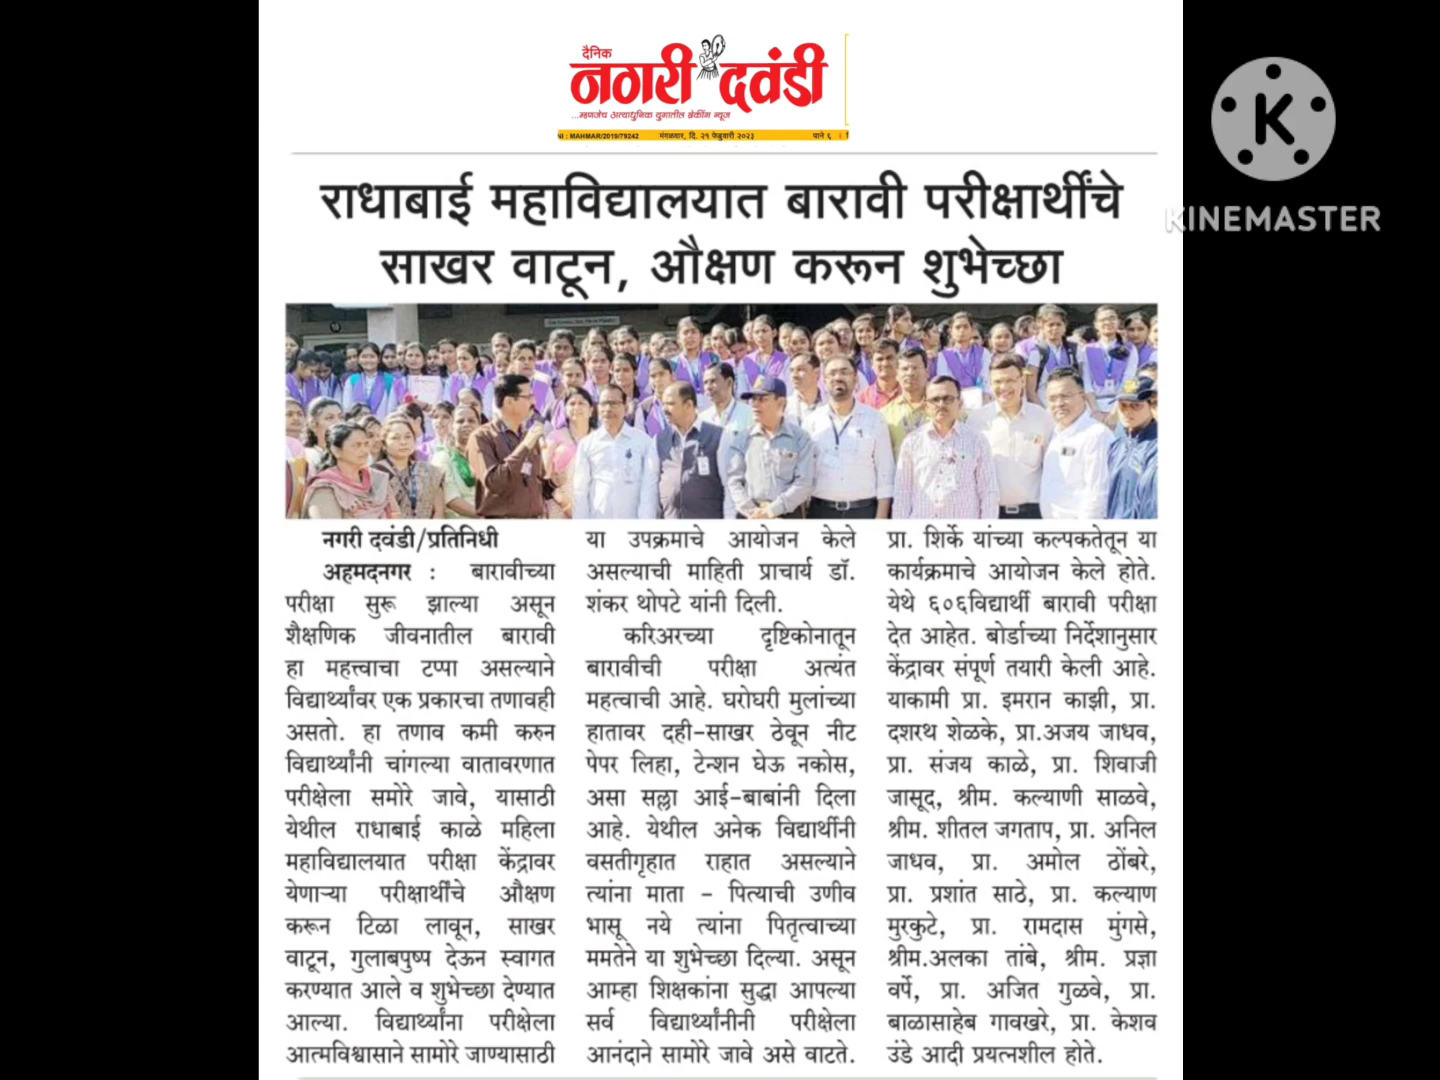 दैनिक
नगरी दवंडी
...म्हणजेच अत्याधुनिक युगातील ब्रेकींग न्यूज
NI : MAHMAR/2019/79242 मंगळवार, दि. २१ फेब्रुवारी २०२३ पाने ६
K
KINEMASTER
राधाबाई महाविद्यालयात बारावी परीक्षार्थींचे
साखर वाटून, औक्षण करून शुभेच्छा
नगरी दवंडी/प्रतिनिधी
अहमदनगर : बारावीच्या
परीक्षा सुरू झाल्या असून
शैक्षणिक जीवनातील बारावी
हा महत्त्वाचा टप्पा असल्याने
विद्यार्थ्यांवर एक प्रकारचा तणावही
असतो. हा तणाव कमी करुन
विद्यार्थ्यांनी चांगल्या वातावरणात
परीक्षेला समोरे जावे, यासाठी
येथील राधाबाई काळे महिला
महाविद्यालयात परीक्षा केंद्रावर
येणाऱ्या परीक्षार्थींचे औक्षण
करून टिळा लावून, साखर
वाटून, गुलाबपुष्प देऊन स्वागत
करण्यात आले व शुभेच्छा देण्यात
आल्या. विद्यार्थ्यांना परीक्षेला
आत्मविश्वासाने सामोरे जाण्यासाठी
या उपक्रमाचे आयोजन केले
असल्याची माहिती प्राचार्य डॉ.
शंकर थोपटे यांनी दिली.
करिअरच्या दृष्टिकोनातून
बारावीची परीक्षा अत्यंत
महत्वाची आहे. घरोघरी मुलांच्या
हातावर दही-साखर ठेवून नीट
पेपर लिहा, टेन्शन घेऊ नकोस,
असा सल्ला आई-बाबांनी दिला
आहे. येथील अनेक विद्यार्थीनी
वसतीगृहात राहात असल्याने
त्यांना माता - पित्याची उणीव
भासू नये त्यांना पितृत्वाच्या
ममतेने या शुभेच्छा दिल्या. असून
आम्हा शिक्षकांना सुद्धा आपल्या
सर्व विद्यार्थ्यांनीनी परीक्षेला
आनंदाने सामोरे जावे असे वाटते.
प्रा. शिर्के यांच्या कल्पकतेतून या
कार्यक्रमाचे आयोजन केले होते.
येथे ६०६विद्यार्थी बारावी परीक्षा
देत आहेत. बोर्डाच्या निर्देशानुसार
केंद्रावर संपूर्ण तयारी केली आहे.
याकामी प्रा. इमरान काझी, प्रा.
दशरथ शेळके, प्रा.अजय जाधव,
प्रा. संजय काळे, प्रा. शिवाजी
जासूद, श्रीम. कल्याणी साळवे,
श्रीम. शीतल जगताप, प्रा. अनिल
जाधव, प्रा. अमोल ठोंबरे,
प्रा. प्रशांत साठे, प्रा. कल्याण
मुरकुटे, प्रा. रामदास मुंगसे,
श्रीम.अलका तांबे, श्रीम. प्रज्ञा
वर्पे, प्रा. अजित गुळवे, प्रा.
बाळासाहेब गावखरे, प्रा. केशव
उंडे आदी प्रयत्नशील होते.